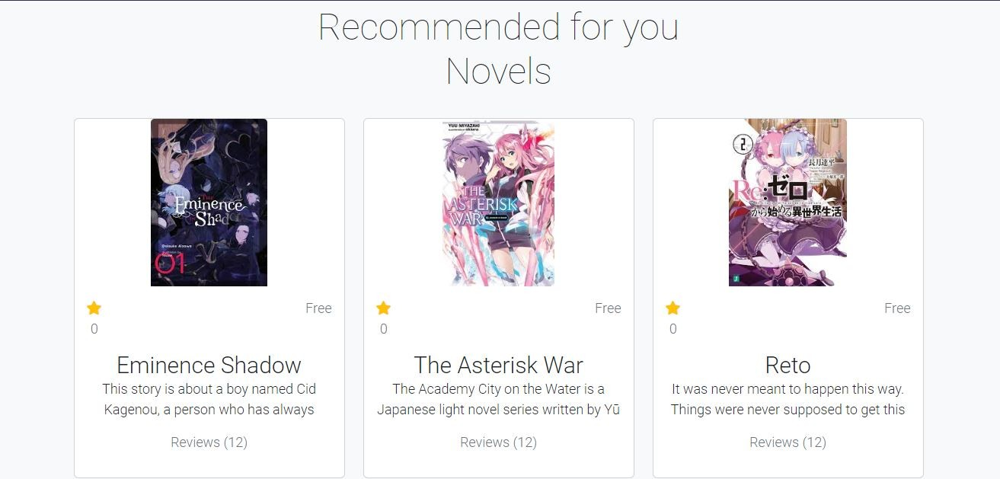 Recommended for you
Novels
THE
Eminence
Shad
Daisuke Aizawa
01
Free
0
Eminence Shadow
This story is about a boy named Cid
Kagenou, a person who has always
Reviews (12)
YUU MIYAZAKI
THE
ASTERISK
WAR
Free
0
The Asterisk War
The Academy City on the Water is a
Japanese light novel series written by Yū
Reviews (12)
2
長月達平
Re:ゼロ
から始める異世界生活
Free
0
Reto
It was never meant to happen this way.
Things were never supposed to get this
Reviews (12)